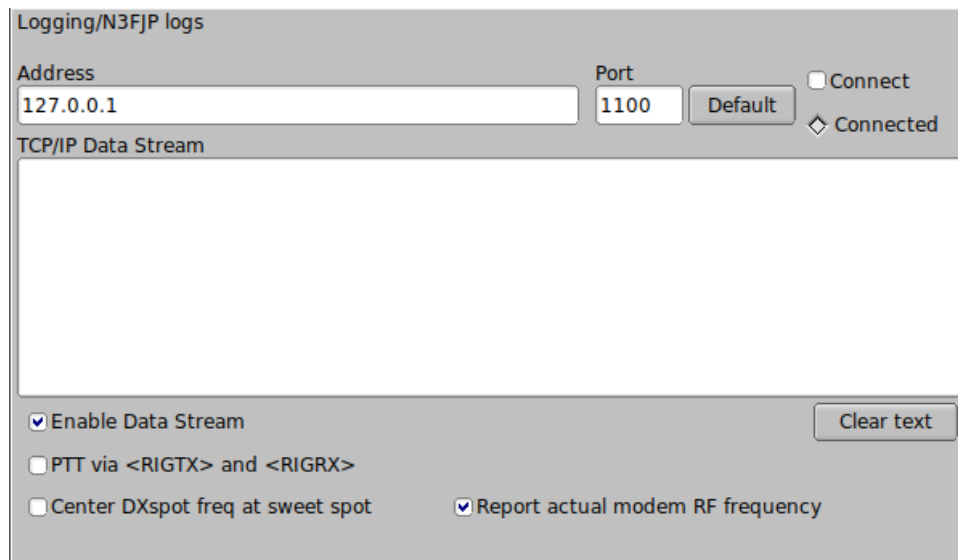 Logging/N3FJP logs
Address Port
Connect
127.0.0.1 1100 Default
Connected
TCP/IP Data Stream
Enable Data Stream Clear text
PTT via <RIGTX> and <RIGRX>
Center DXspot freq at sweet spot Report actual modem RF frequency